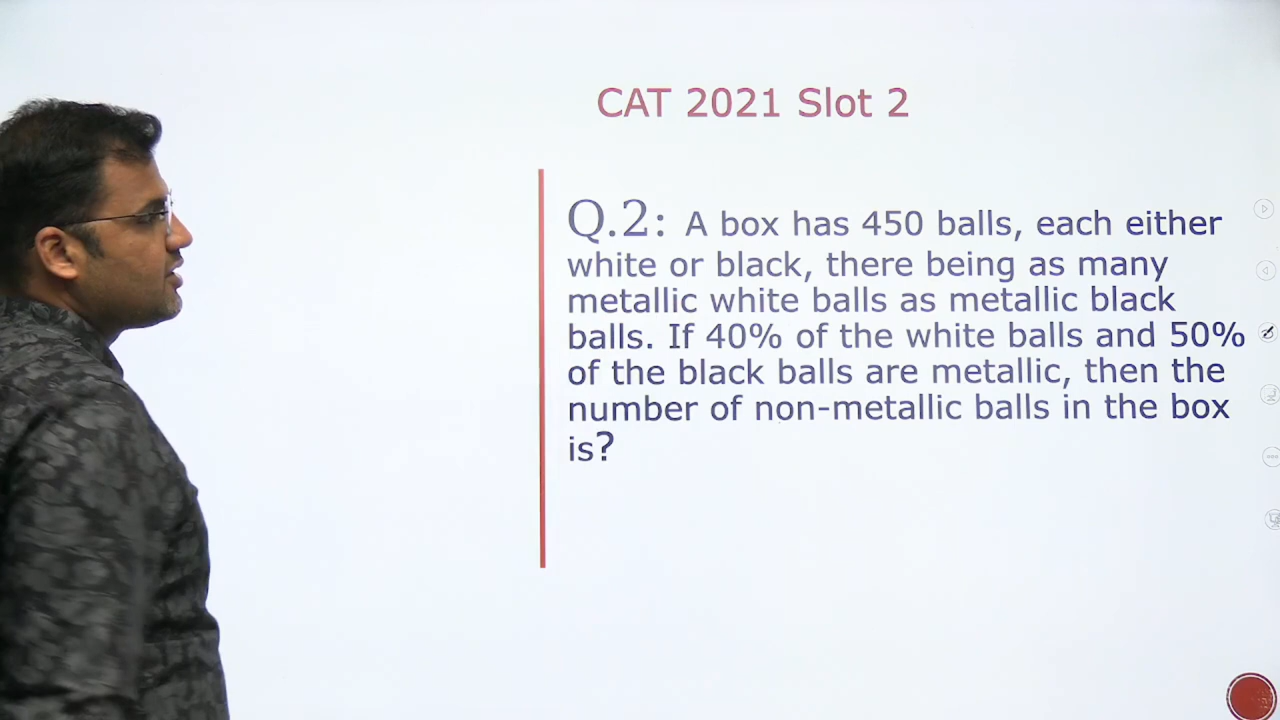 CAT 2021 Slot 2
Q.2: A box has 450 balls, each either
white or black, there being as many
metallic white balls as metallic black
balls. If 40% of the white balls and 50%
of the black balls are metallic, then the
number of non-metallic balls in the box
is?